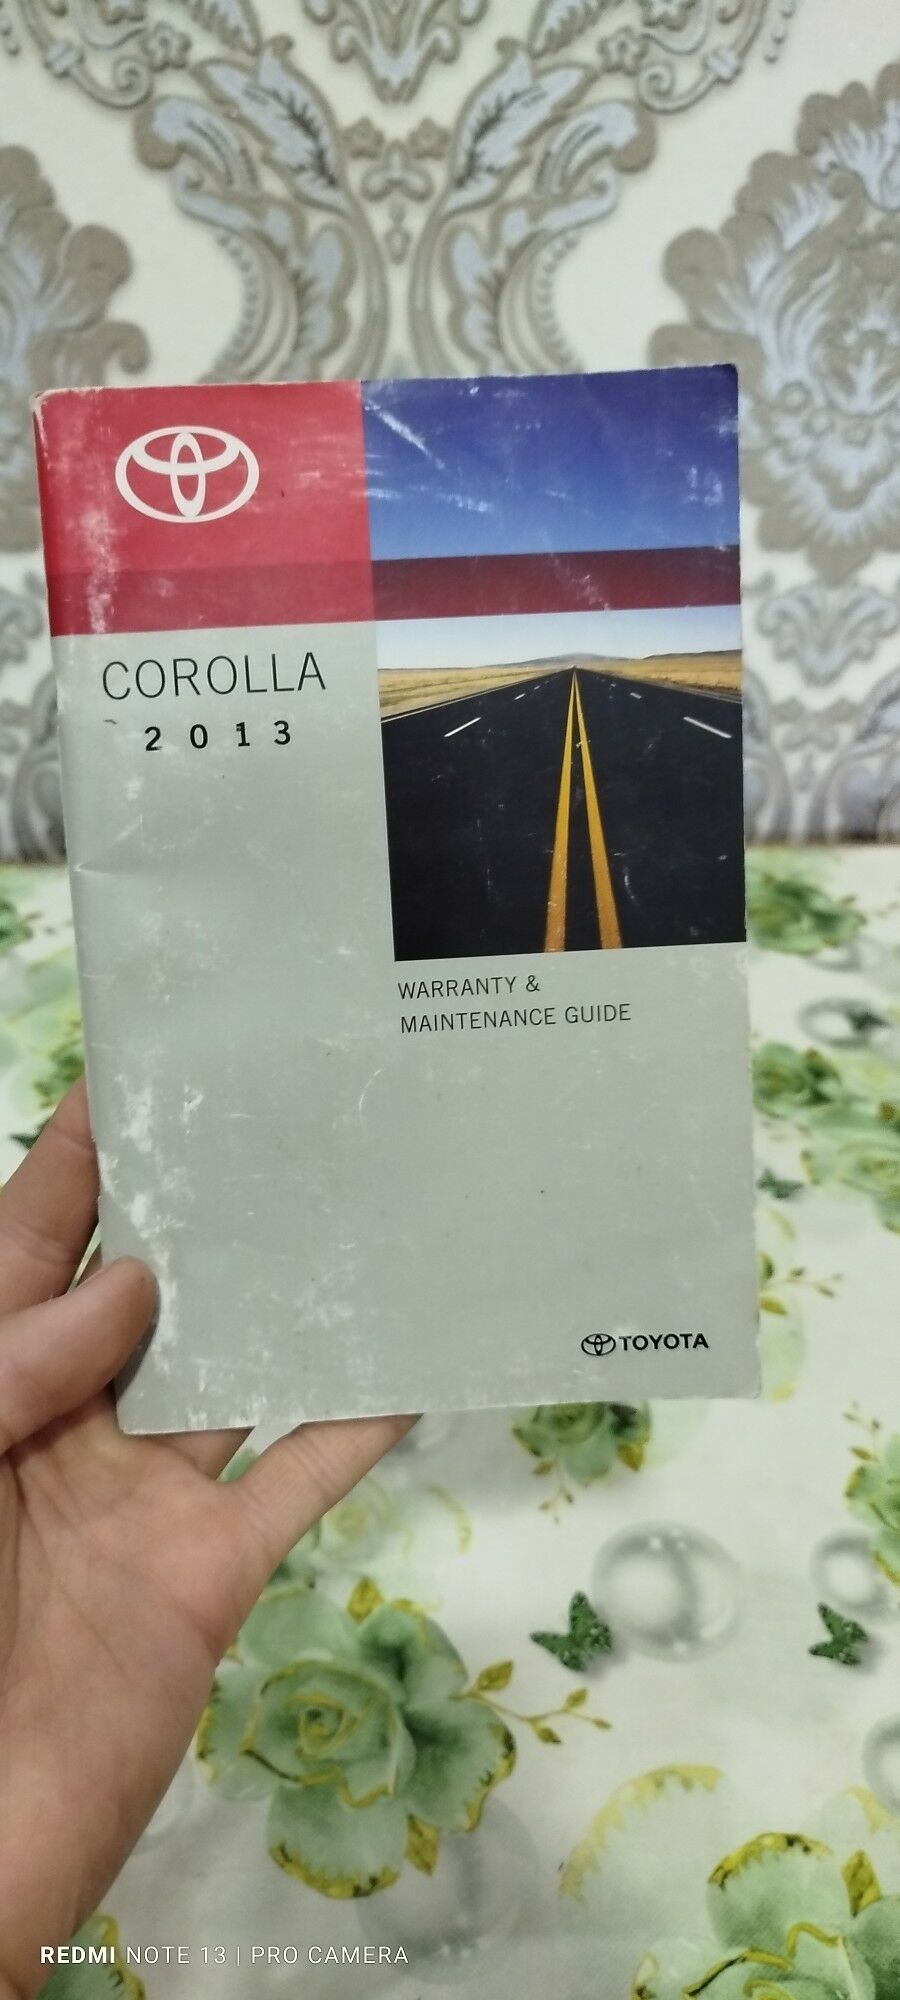 COROLLA
2013
WARRANTY &
MAINTENANCE GUIDE
TOYOTA
REDMI NOTE 13 | PRO CAMERA